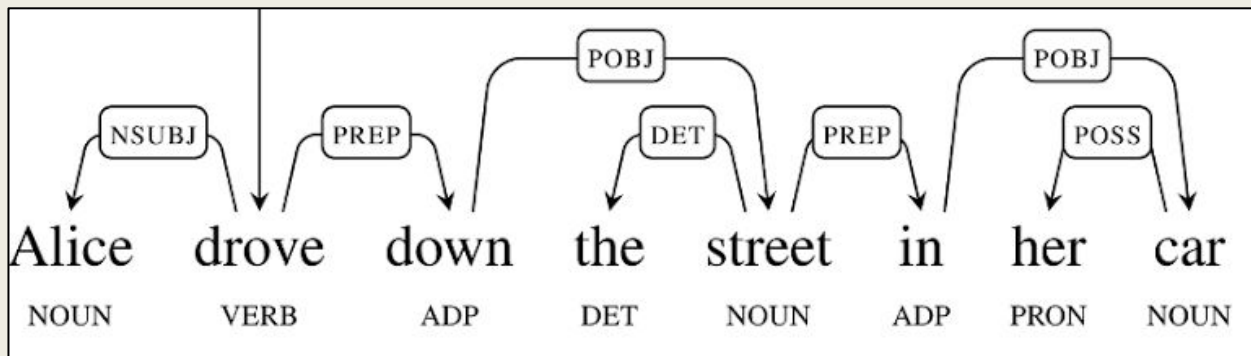 POBJ POBJ
NSUBJ PREP DET PREP POSS
Alice drove down the street in her car
NOUN VERB ADP DET NOUN ADP PRON NOUN